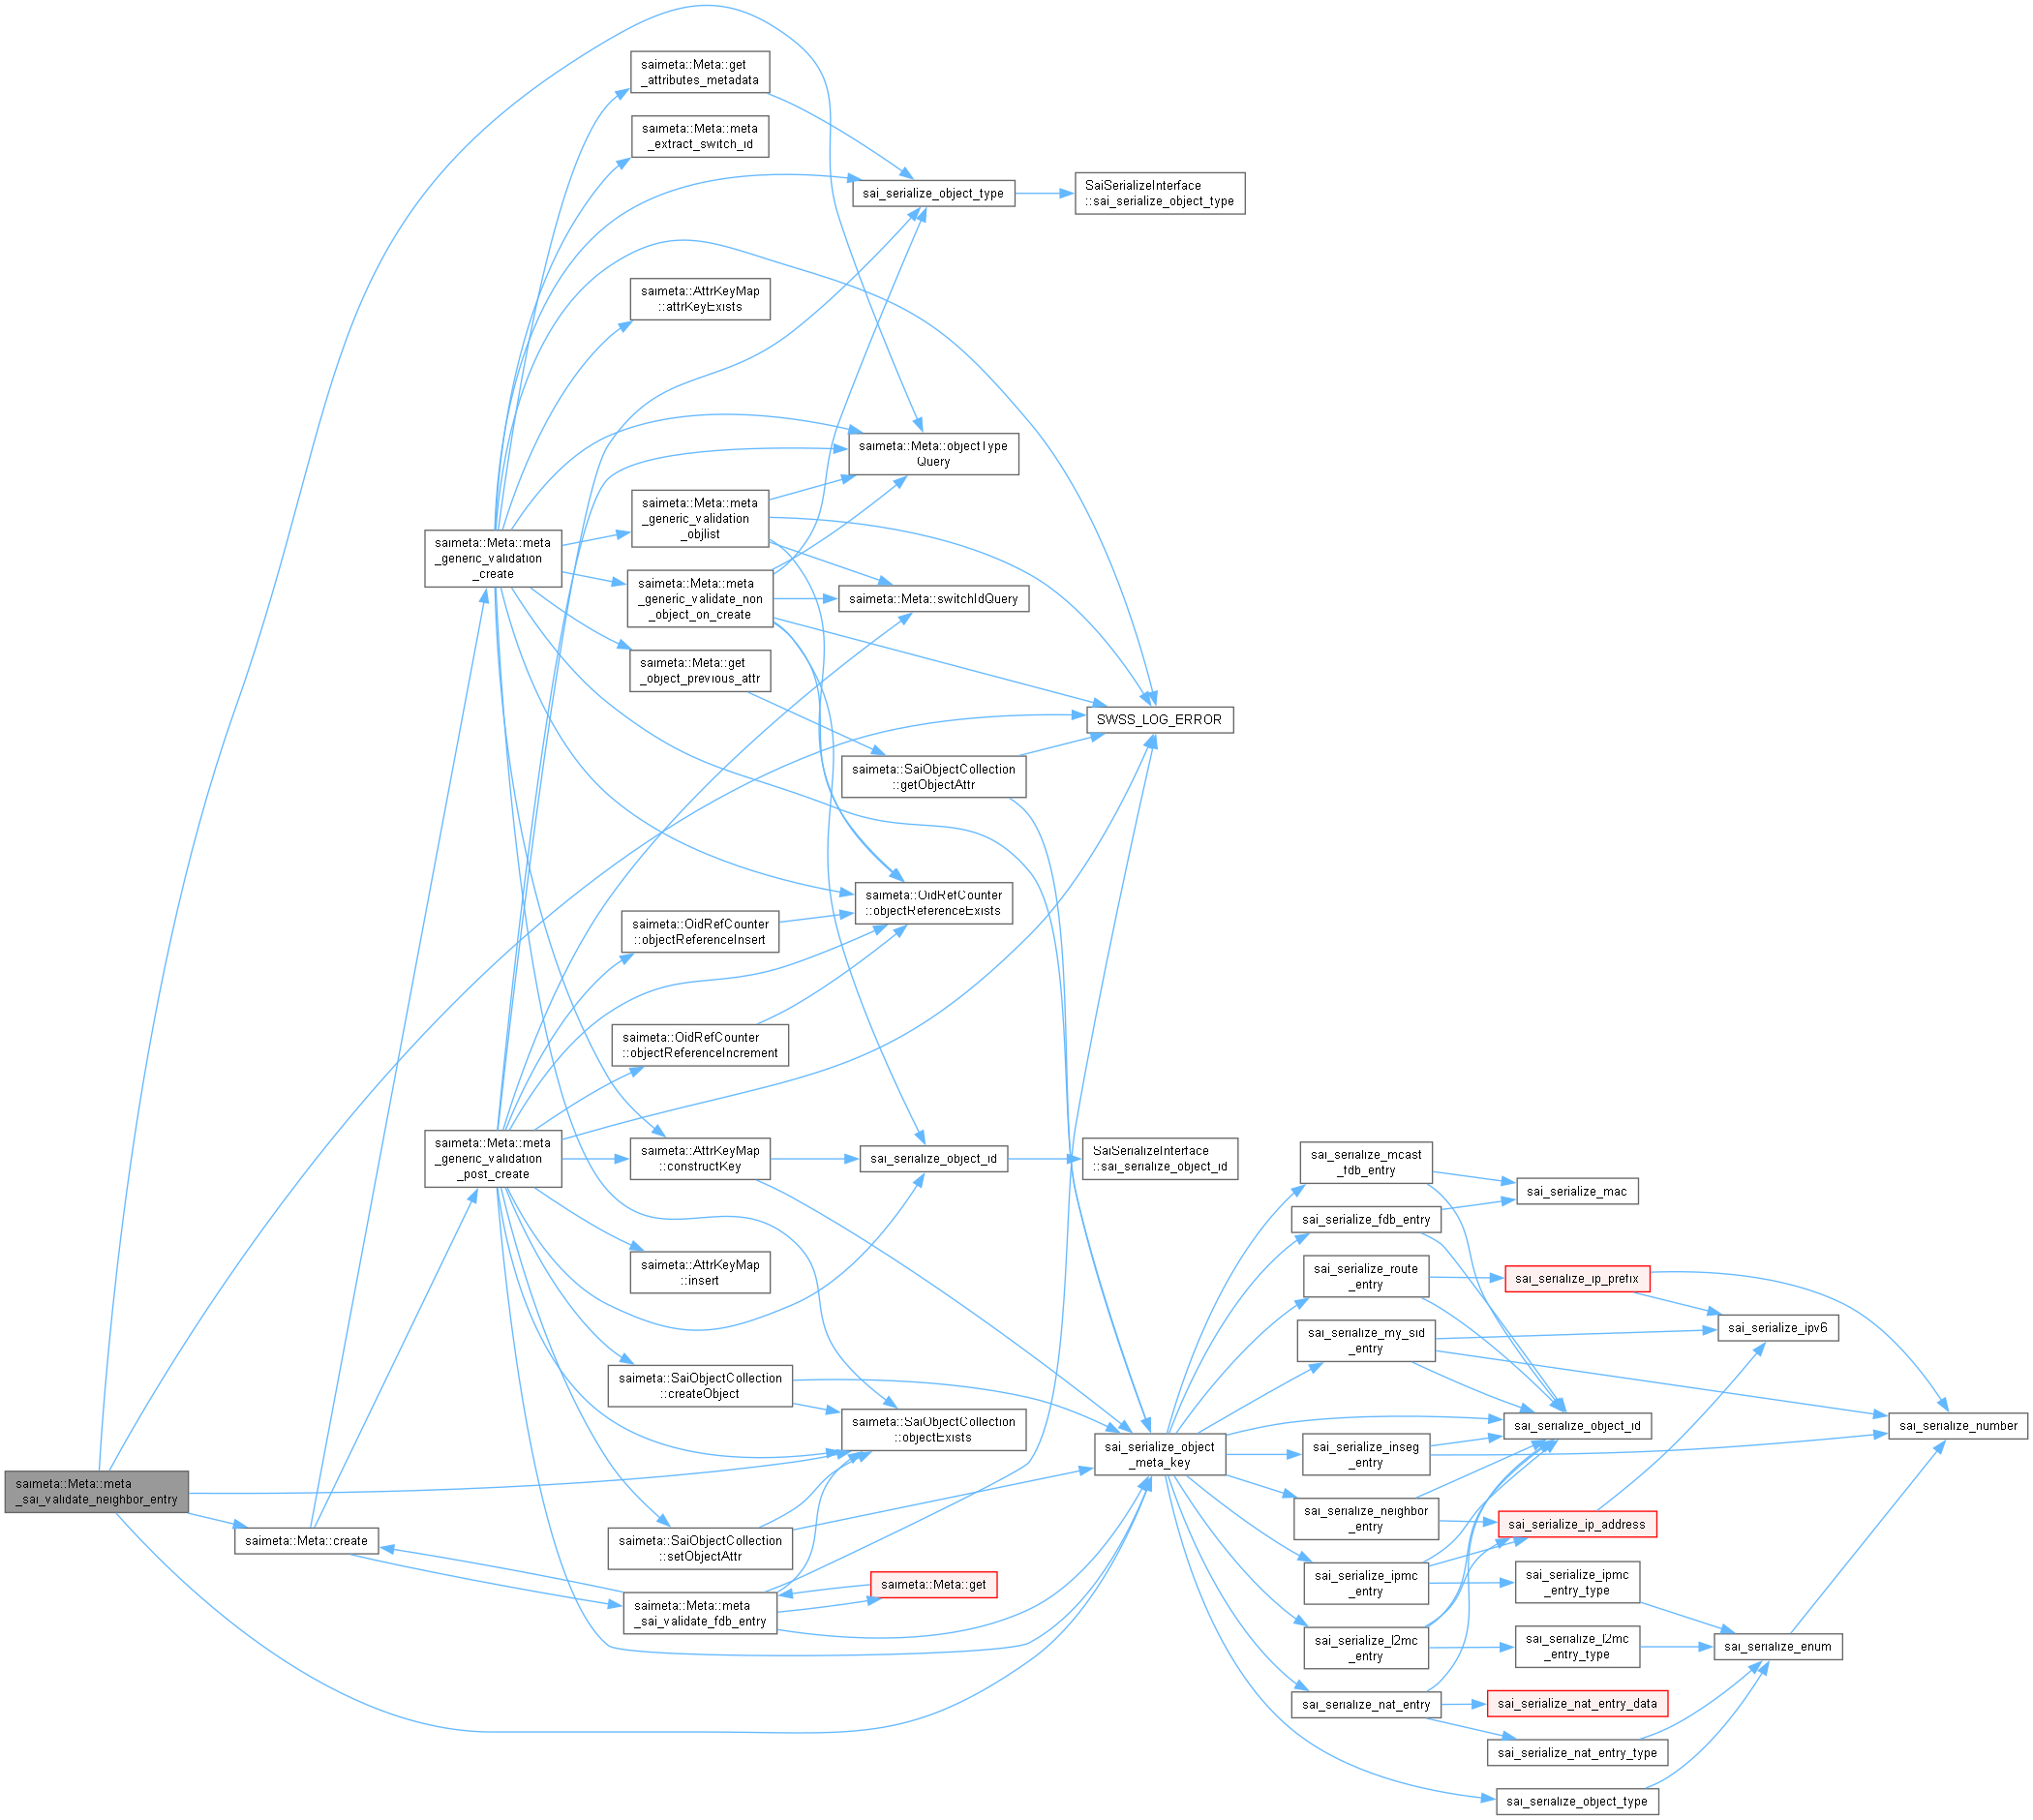 saimeta::Meta::get
_attributes_metadata
saimeta::Meta::meta
_extract_switch_id
sai_serialize_object_type
SaiSerializeInterface
::sai_serialize_object_type
saimeta::AttrKeyMap
::attrKeyExists
saimeta::Meta::objectType
Query
saimeta::Meta::meta
_generic_validation
_objlist
saimeta::Meta::meta
_generic_validation
_create
saimeta::Meta::meta
_generic_validate_non
_object_on_create
saimeta::Meta::switchIdQuery
saimeta::Meta::get
_object_previous_attr
SWSS_LOG_ERROR
saimeta::SaiObjectCollection
::getObjectAttr
saimeta::OidRefCounter
::objectReferenceExists
saimeta::OidRefCounter
::objectReferenceInsert
saimeta::OidRefCounter
::objectReferenceIncrement
saimeta::Meta::meta
_generic_validation
_post_create
saimeta::AttrKeyMap
::constructKey
sai_serialize_object_id
SaiSerializeInterface
::sai_serialize_object_id
sai_serialize_mcast
_fdb_entry
sai_serialize_mac
sai_serialize_fdb_entry
saimeta::AttrKeyMap
::insert
sai_serialize_route
_entry
sai_serialize_ip_prefix
sai_serialize_ipv6
sai_serialize_my_sid
_entry
saimeta::SaiObjectCollection
::createObject
saimeta::SaiObjectCollection
::objectExists
sai_serialize_object_id
sai_serialize_number
sai_serialize_object
_meta_key
sai_serialize_inseg
_entry
saimeta::Meta::meta
_sai_validate_neighbor_entry
sai_serialize_neighbor
_entry
sai_serialize_ip_address
saimeta::Meta::create
saimeta::SaiObjectCollection
::setObjectAttr
saimeta::Meta::get
sai_serialize_ipmc
_entry
sai_serialize_ipmc
_entry_type
saimeta::Meta::meta
_sai_validate_fdb_entry
sai_serialize_l2mc
_entry
sai_serialize_l2mc
_entry_type
sai_serialize_enum
sai_serialize_nat_entry
sai_serialize_nat_entry_data
sai_serialize_nat_entry_type
sai_serialize_object_type